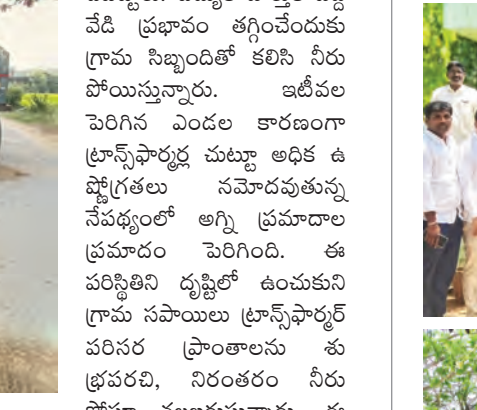 వేడి ప్రభావం తగ్గించేందుకు
గ్రామ సిబ్బందితో కలిసి నీరు
పోయిస్తున్నారు. ఇటీవల
పెరిగిన ఎండల కారణంగా
ట్రాన్స్‌ఫార్మర్ల చుట్టూ అధిక ఉ
ష్ణోగ్రతలు నమోదవుతున్న
నేపథ్యంలో అగ్ని ప్రమాదాల
ప్రమాదం పెరిగింది. ఈ
పరిస్థితిని దృష్టిలో ఉంచుకుని
గ్రామ సపాయిలు ట్రాన్స్‌ఫార్మర్
పరిసర ప్రాంతాలను శు
భ్రపరచి, నిరంతరం నీరు